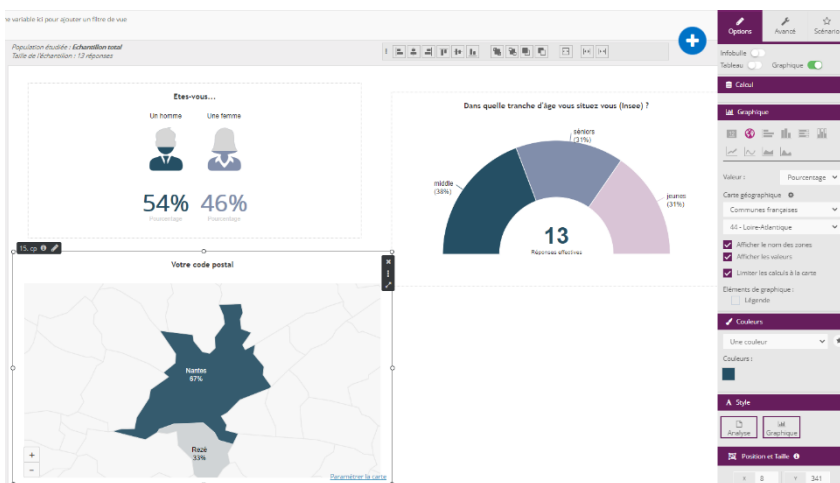 ne variable ici pour ajouter un filtre de vue
Population étudiée : Echantillon total
Taille de l'échantillon : 13 réponses
Etes-vous...
Un homme
Une femme
54%
46%
Pourcentage
Pourcentage
Dans quelle tranche d'âge vous situez vous (Insee) ?
séniors
(31%)
middle
(38%)
jeunes
(31%)
13
Réponses effectives
15. cp
Votre code postal
Nantes
67%
Rezé
33%
+
−
Paramétrer la carte
Options
Avancé
Scénario
Infobulle
Tableau
Graphique
Calcul
Graphique
Valeur :
Pourcentage
Carte géographique
Communes françaises
44 - Loire-Atlantique
Afficher le nom des zones
Afficher les valeurs
Limiter les calculs à la carte
Eléments de graphique :
Légende
Couleurs
Une couleur
Couleurs :
A Style
Analyse
Graphique
Position et Taille
X 8
Y 341